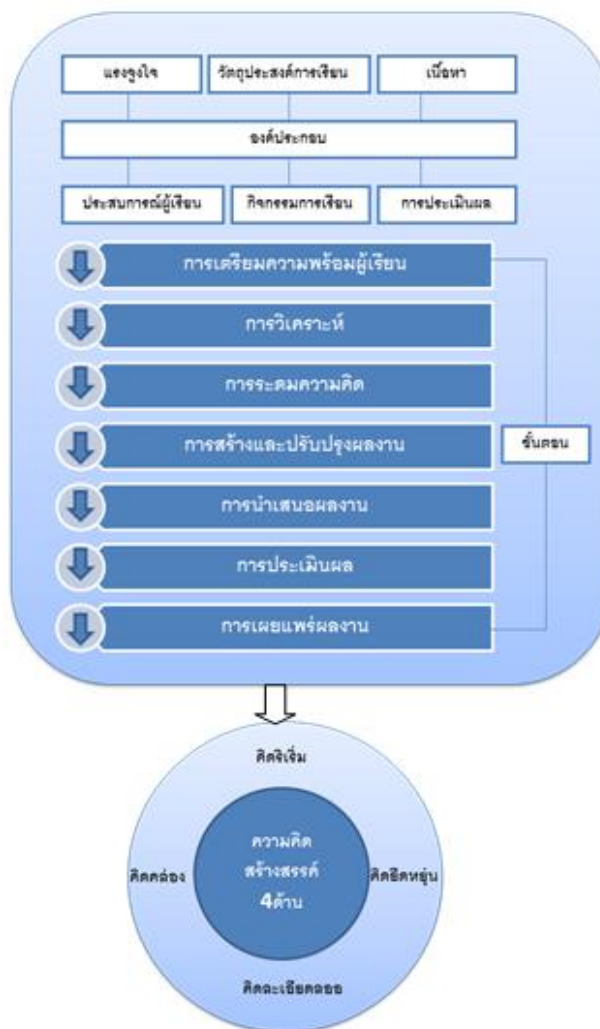 แรงจูงใจ
วัตถุประสงค์การเรียน
เนื้อหา
องค์ประกอบ
ประสบการณ์ผู้เรียน
กิจกรรมการเรียน
การประเมินผล
การเตรียมความพร้อมผู้เรียน
การวิเคราะห์
การระดมความคิด
การสร้างและปรับปรุงผลงาน
ขั้นตอน
การนำเสนอผลงาน
การประเมินผล
การเผยแพร่ผลงาน
คิดริเริ่ม
ความคิด
สร้างสรรค์
4ด้าน
คิดคล่อง
คิดยืดหยุ่น
คิดละเอียดลออ